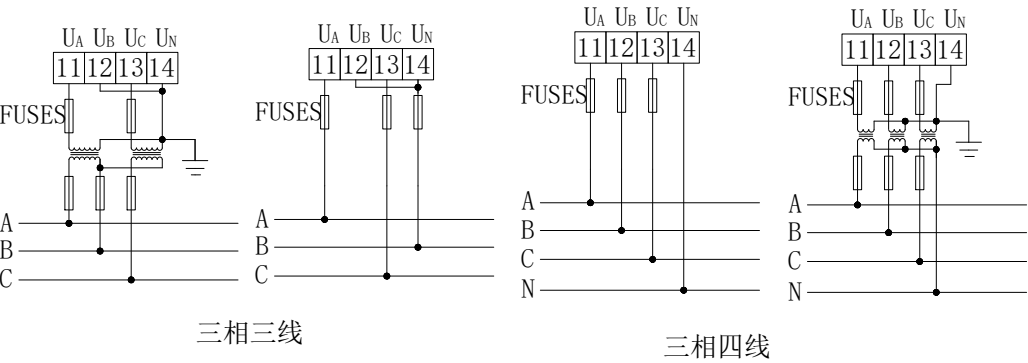 UA UB UC UN
11 12 13 14
FUSES
A
B
C
UA UB UC UN
11 12 13 14
FUSES
A
B
C
三相三线
UA UB UC UN
11 12 13 14
FUSES
A
B
C
N
UA UB UC UN
11 12 13 14
FUSES
A
B
C
N
三相四线